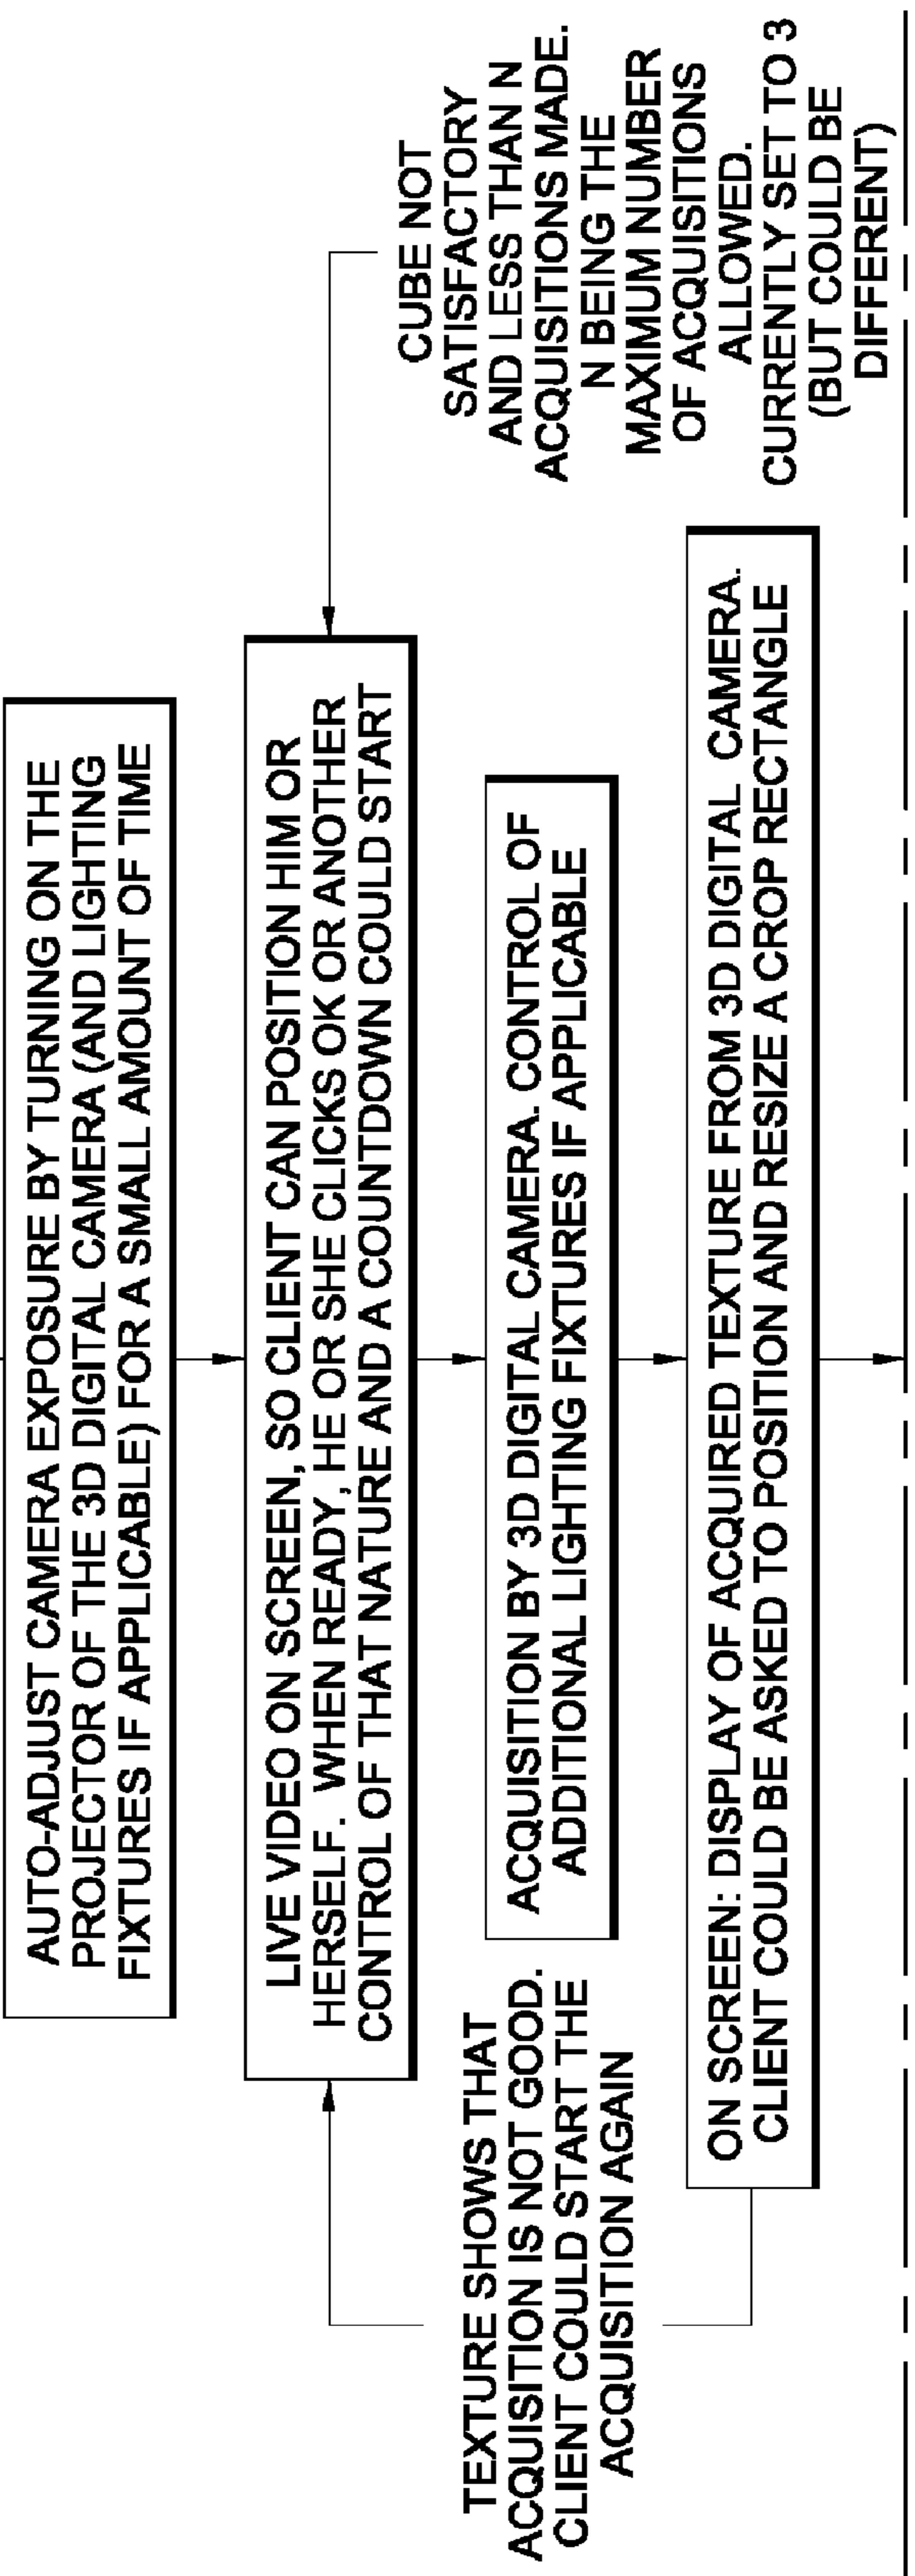 AUTO-ADJUST CAMERA EXPOSURE BY TURNING ON THE
PROJECTOR OF THE 3D DIGITAL CAMERA (AND LIGHTING
FIXTURES IF APPLICABLE) FOR A SMALL AMOUNT OF TIME
LIVE VIDEO ON SCREEN, SO CLIENT CAN POSITION HIM OR
HERSELF. WHEN READY, HE OR SHE CLICKS OK OR ANOTHER
CONTROL OF THAT NATURE AND A COUNTDOWN COULD START
CUBE NOT
SATISFACTORY
AND LESS THAN N
ACQUISITIONS MADE.
N BEING THE
MAXIMUM NUMBER
OF ACQUISITIONS
ALLOWED.
CURRENTLY SET TO 3
(BUT COULD BE
DIFFERENT)
TEXTURE SHOWS THAT
ACQUISITION IS NOT GOOD.
CLIENT COULD START THE
ACQUISITION AGAIN
ACQUISITION BY 3D DIGITAL CAMERA. CONTROL OF
ADDITIONAL LIGHTING FIXTURES IF APPLICABLE
ON SCREEN: DISPLAY OF ACQUIRED TEXTURE FROM 3D DIGITAL CAMERA.
CLIENT COULD BE ASKED TO POSITION AND RESIZE A CROP RECTANGLE